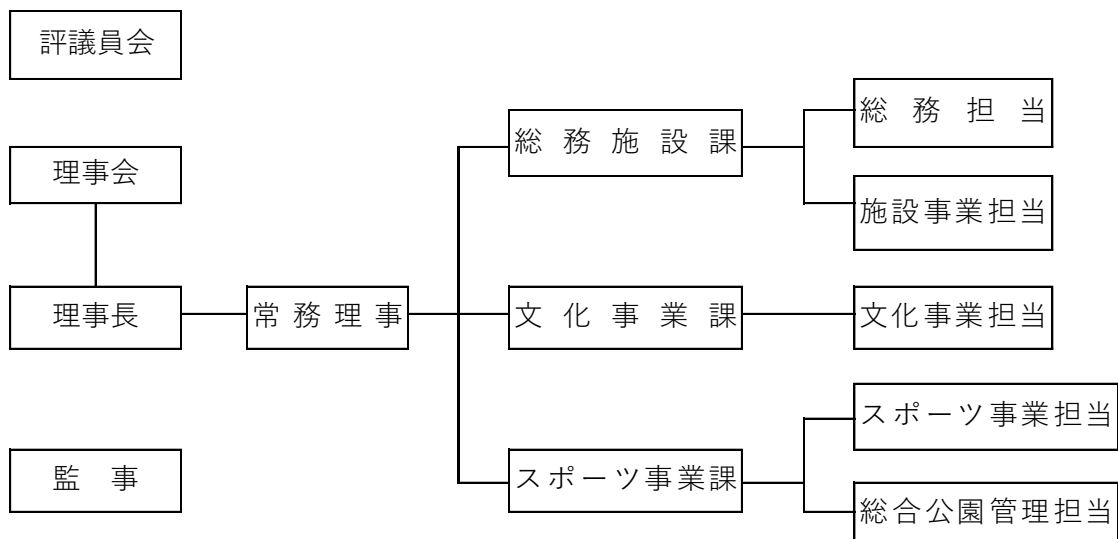 評議員会
総務担当
総務施設課
理事会
施設事業担当
理事長
常務理事
文化事業課
文化事業担当
スポーツ事業担当
監事
スポーツ事業課
総合公園管理担当